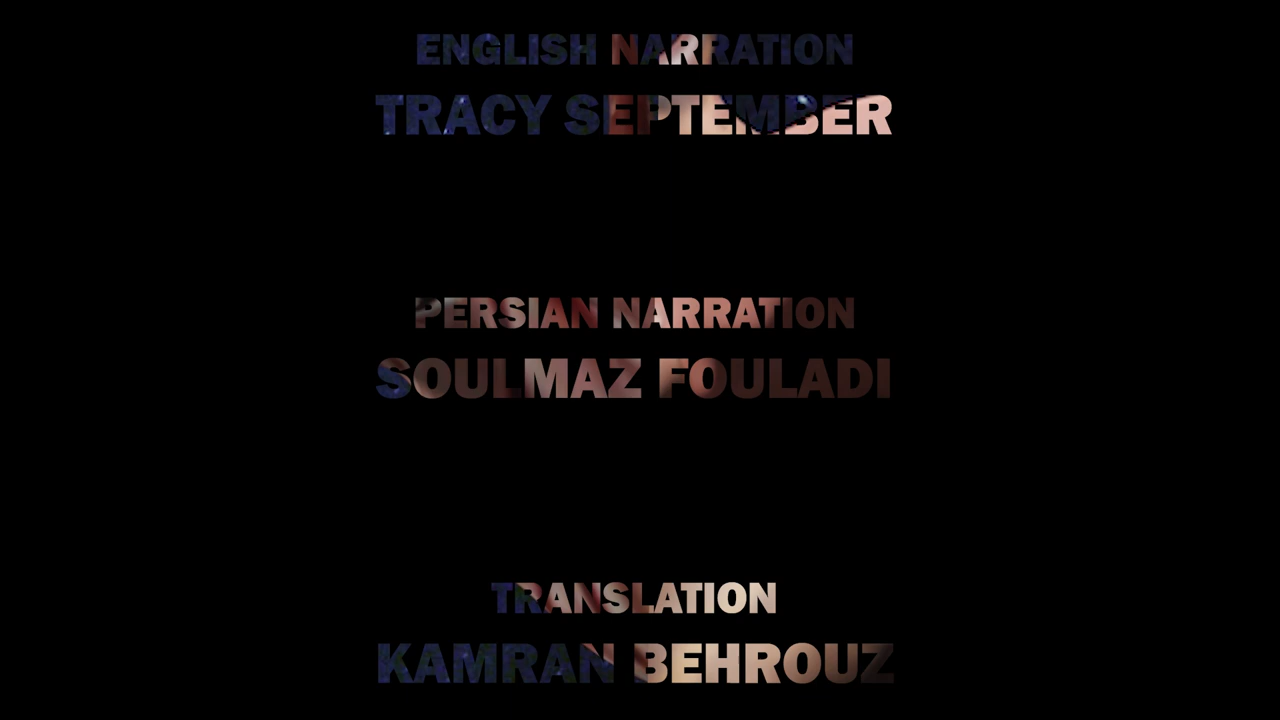 ENGLISH NARRATION
TRACY SEPTEMBER
PERSIAN NARRATION
SOULMAZ FOULADI
TRANSLATION
KAMRAN BEHROUZ